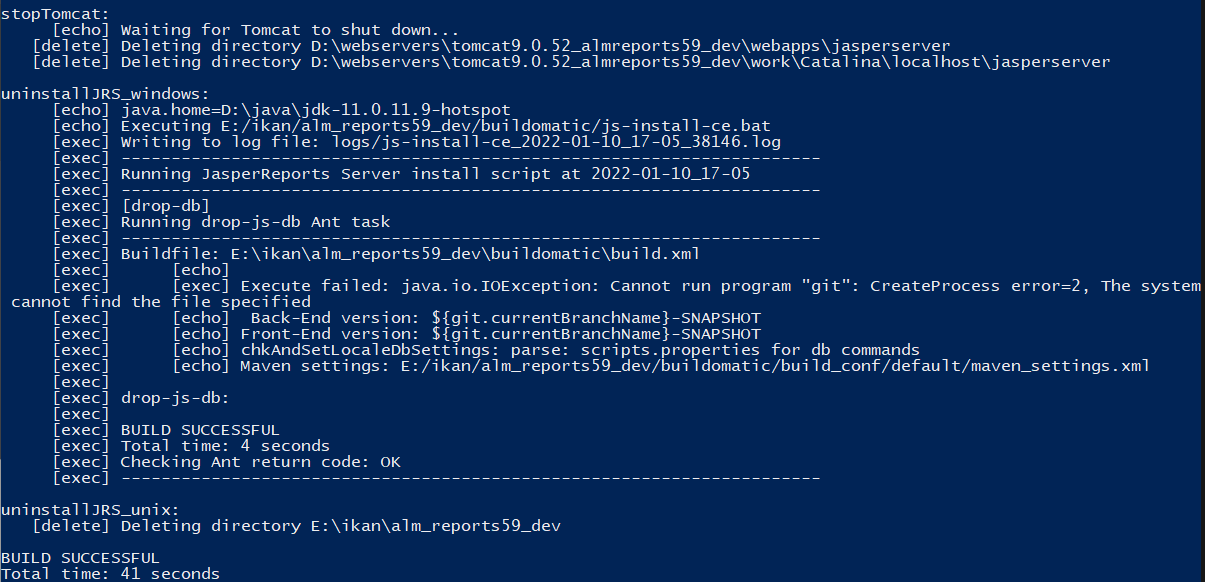 stopTomcat:
[echo] Waiting for Tomcat to shut down...
[delete] Deleting directory D:\webservers\tomcat9.0.52_almreports59_dev\webapps\jasperserver
[delete] Deleting directory D:\webservers\tomcat9.0.52_almreports59_dev\work\Catalina\localhost\jasperserver
uninstallJRS_windows:
[echo] java.home=D:\java\jdk-11.0.11.9-hotspot
[echo] Executing E:/ikan/alm_reports59_dev/buildomatic/js-install-ce.bat
[exec] Writing to log file: logs/js-install-ce_2022-01-10_17-05_38146.log
[exec] ----------------------------------------------------------------------
[exec] Running JasperReports Server install script at 2022-01-10_17-05
[exec] ----------------------------------------------------------------------
[exec] [drop-db]
[exec] Running drop-js-db Ant task
[exec] ----------------------------------------------------------------------
[exec] Buildfile: E:\ikan\alm_reports59_dev\buildomatic\build.xml
[exec]      [echo]
[exec]      [exec] Execute failed: java.io.IOException: Cannot run program "git": CreateProcess error=2, The system
cannot find the file specified
[exec]      [echo]  Back-End version: ${git.currentBranchName}-SNAPSHOT
[exec]      [echo] Front-End version: ${git.currentBranchName}-SNAPSHOT
[exec]      [echo] chkAndSetLocaleDbSettings: parse: scripts.properties for db commands
[exec]      [echo] Maven settings: E:/ikan/alm_reports59_dev/buildomatic/build_conf/default/maven_settings.xml
[exec]
[exec] drop-js-db:
[exec]
[exec] BUILD SUCCESSFUL
[exec] Total time: 4 seconds
[exec] Checking Ant return code: OK
[exec] ----------------------------------------------------------------------
uninstallJRS_unix:
[delete] Deleting directory E:\ikan\alm_reports59_dev
BUILD SUCCESSFUL
Total time: 41 seconds